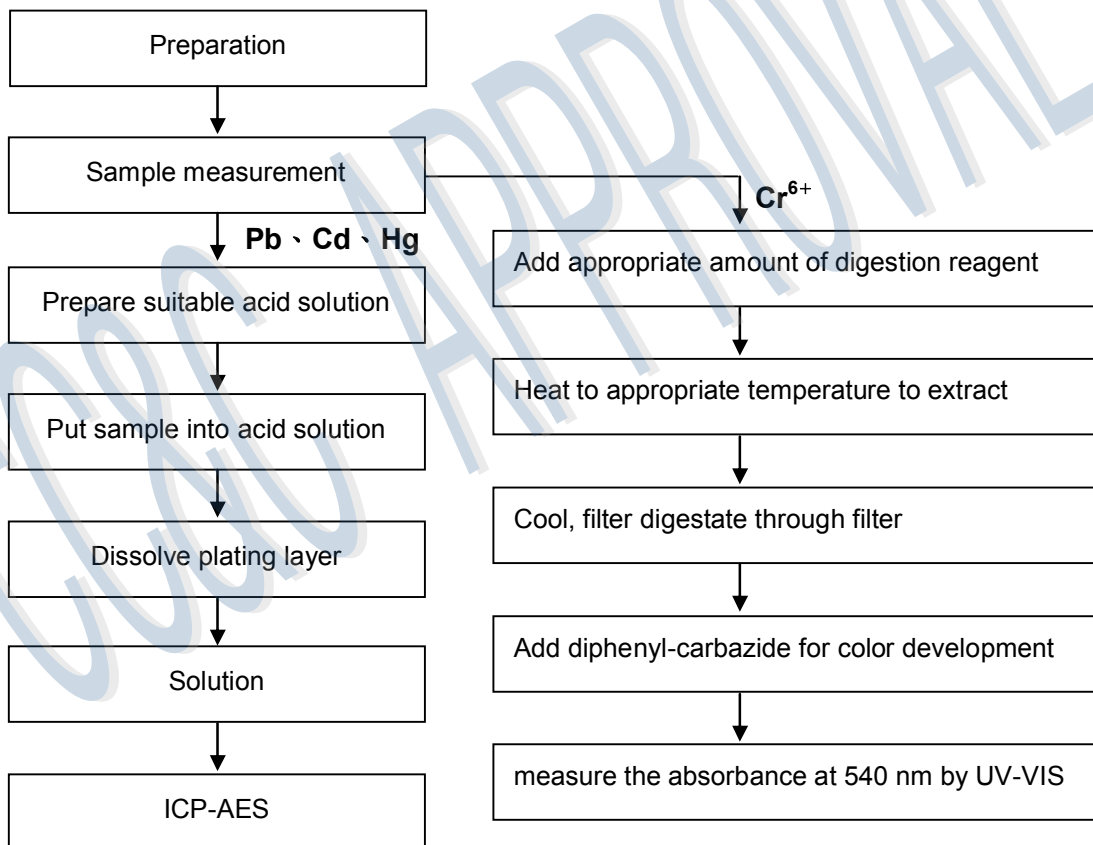 Preparation
Sample measurement
Pb、Cd、Hg
Prepare suitable acid solution
Put sample into acid solution
Dissolve plating layer
Solution
ICP-AES
Cr⁶⁺
Add appropriate amount of digestion reagent
Heat to appropriate temperature to extract
Cool, filter digestate through filter
Add diphenyl-carbazide for color development
measure the absorbance at 540 nm by UV-VIS
C&C APPROVAL